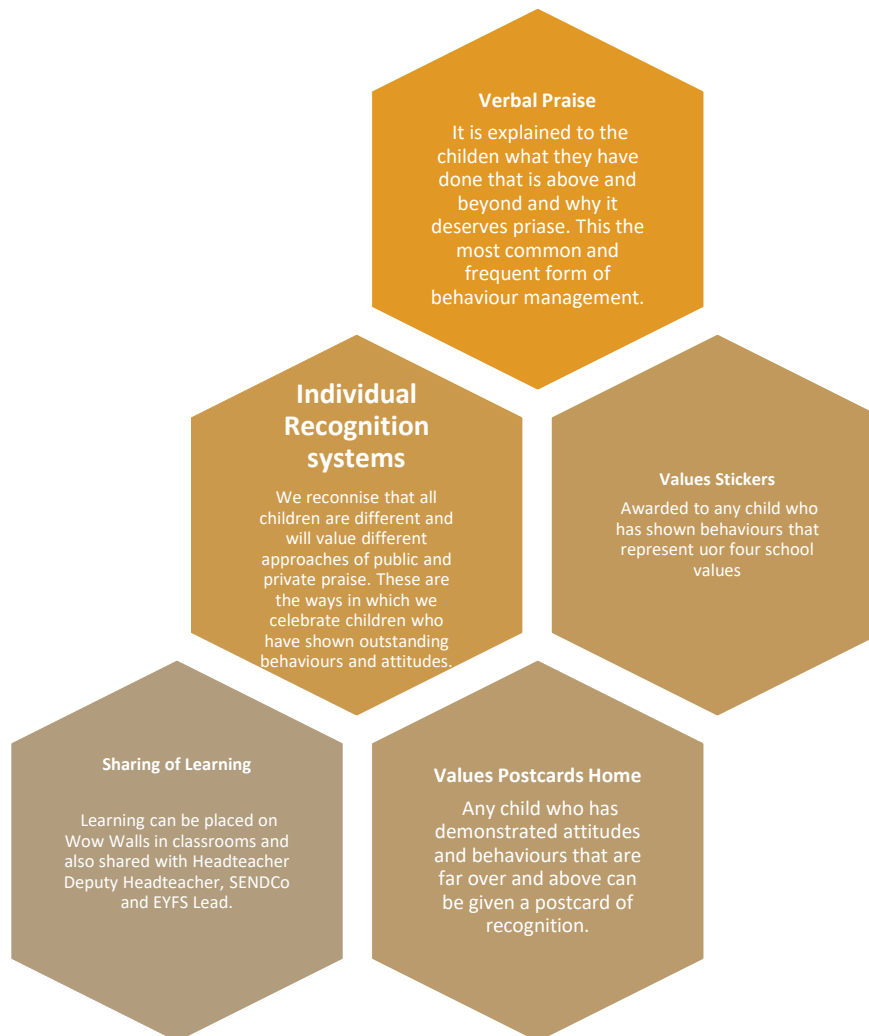 Verbal Praise
It is explained to the
childen what they have
done that is above and
beyond and why it
deserves priase. This the
most common and
frequent form of
behaviour management.
Individual
Recognition
systems
We reconnise that all
children are different and
will value different
approaches of public and
private praise. These are
the ways in which we
celebrate children who
have shown outstanding
behaviours and attitudes.
Values Stickers
Awarded to any child who
has shown behaviours that
represent uor four school
values
Sharing of Learning
Learning can be placed on
Wow Walls in classrooms and
also shared with Headteacher
Deputy Headteacher, SENDCo
and EYFS Lead.
Values Postcards Home
Any child who has
demonstrated attitudes
and behaviours that are
far over and above can
be given a postcard of
recognition.